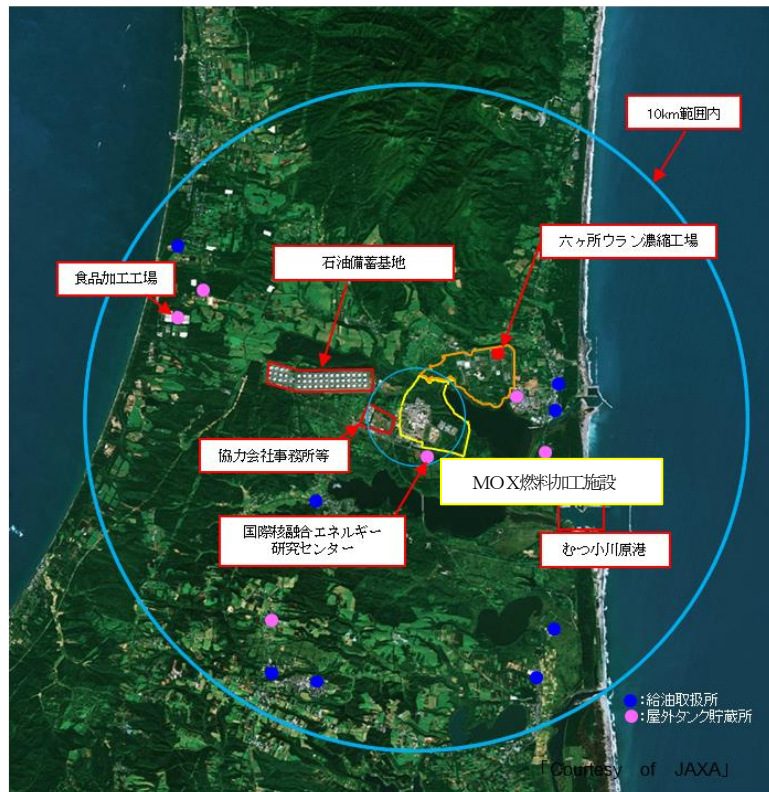 10km範囲内
六ヶ所ウラン濃縮工場
石油備蓄基地
食品加工工場
協力会社事務所等
MOX燃料加工施設
国際核融合エネルギー
研究センター
むつ小川原港
:給油取扱所
:屋外タンク貯蔵所
「Courtesy of JAXA」